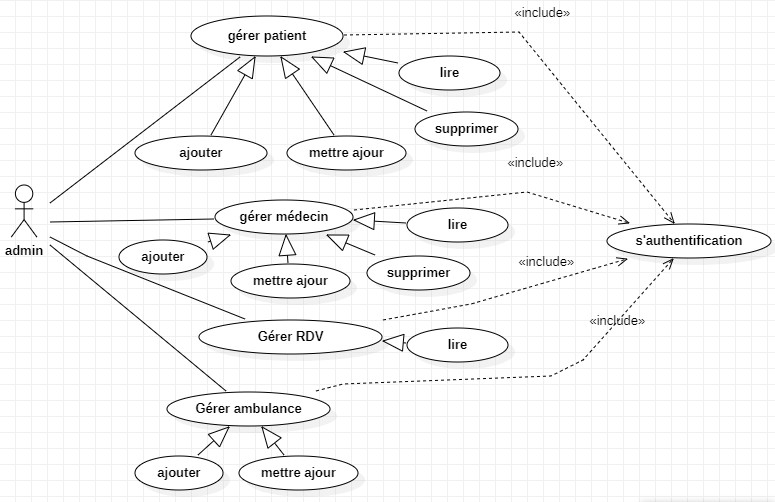 «include»
gérer patient
lire
supprimer
ajouter
mettre ajour
«include»
gérer médecin
lire
admin
s'authentification
ajouter
«include»
supprimer
mettre ajour
«include»
Gérer RDV
lire
Gérer ambulance
ajouter
mettre ajour